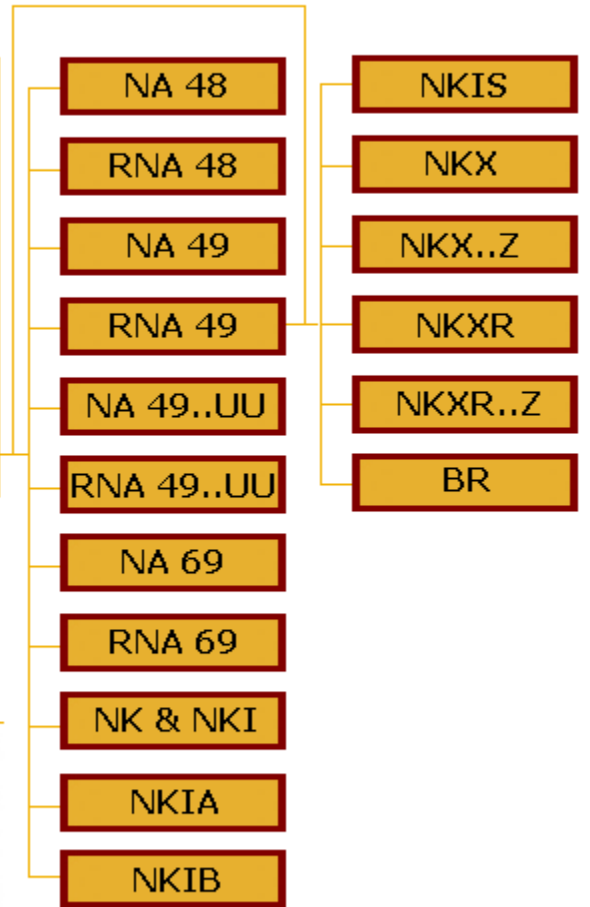 NA 48
RNA 48
NA 49
RNA 49
NA 49..UU
RNA 49..UU
NA 69
RNA 69
NK & NKI
NKIA
NKIB
NKIS
NKX
NKX..Z
NKXR
NKXR..Z
BR